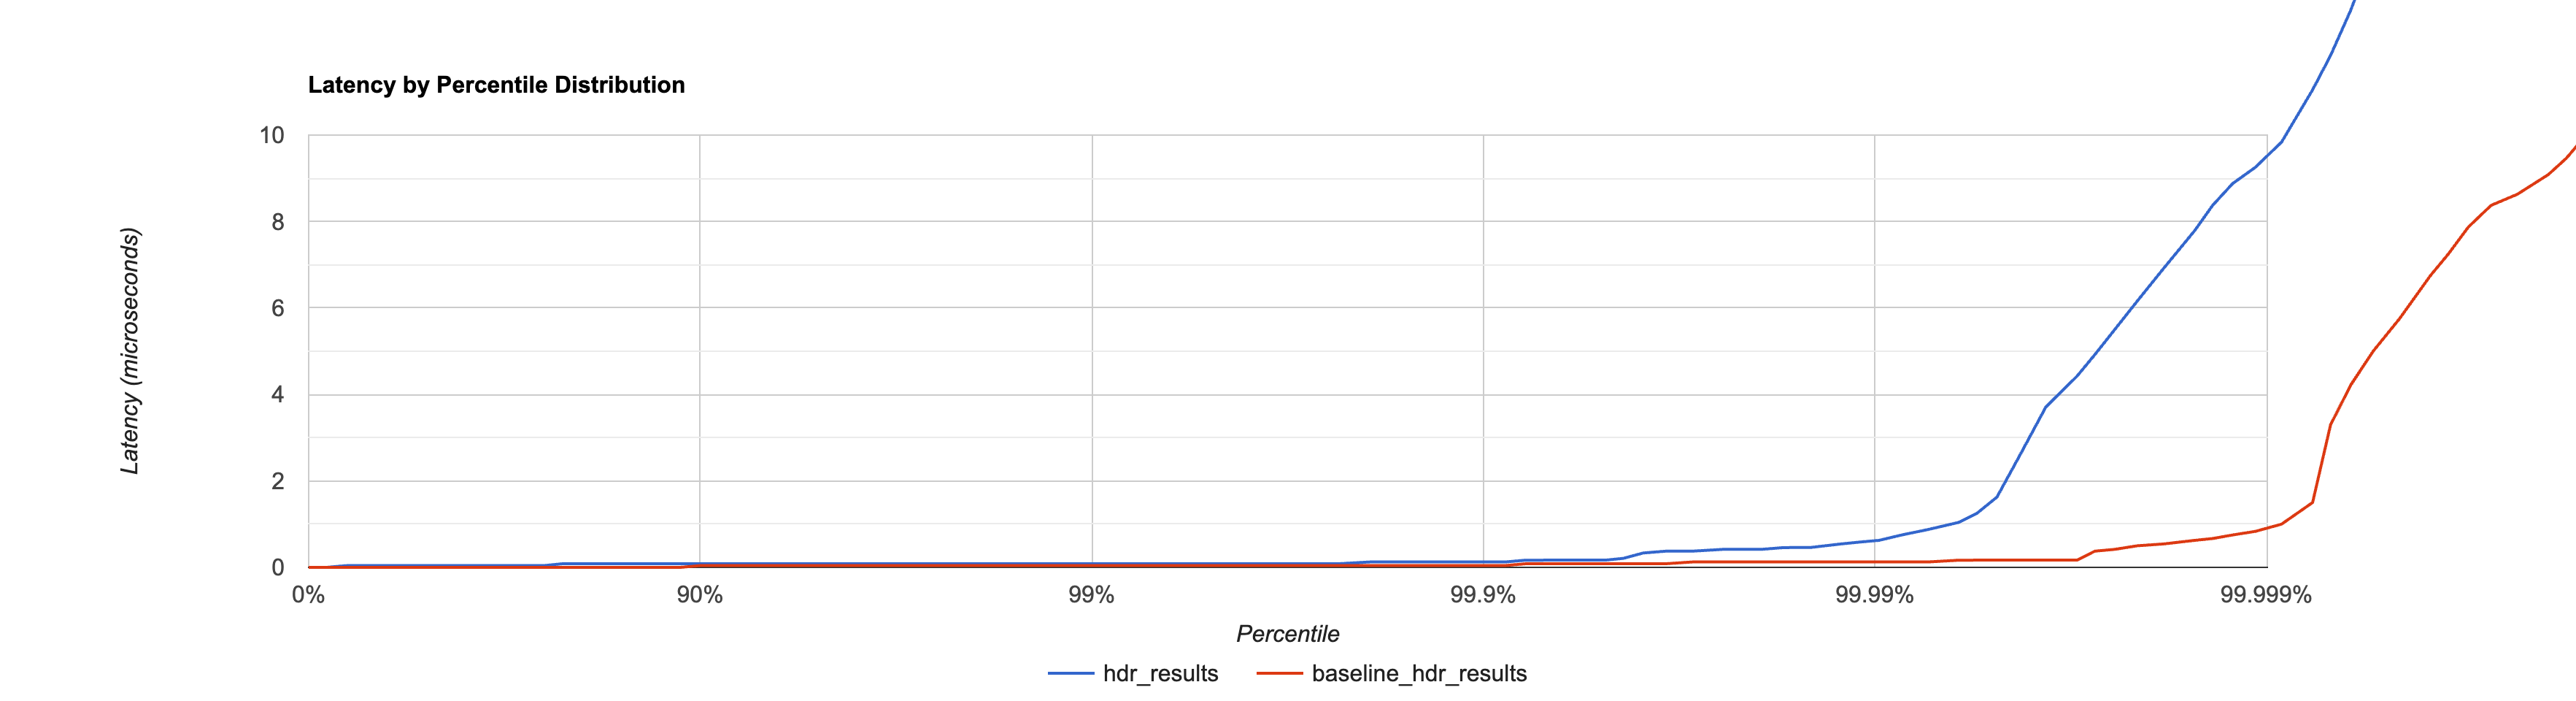 Latency by Percentile Distribution
10
8
6
4
2
0
Latency (microseconds)
0% 90% 99% 99.9% 99.99% 99.999%
Percentile
hdr_results baseline_hdr_results